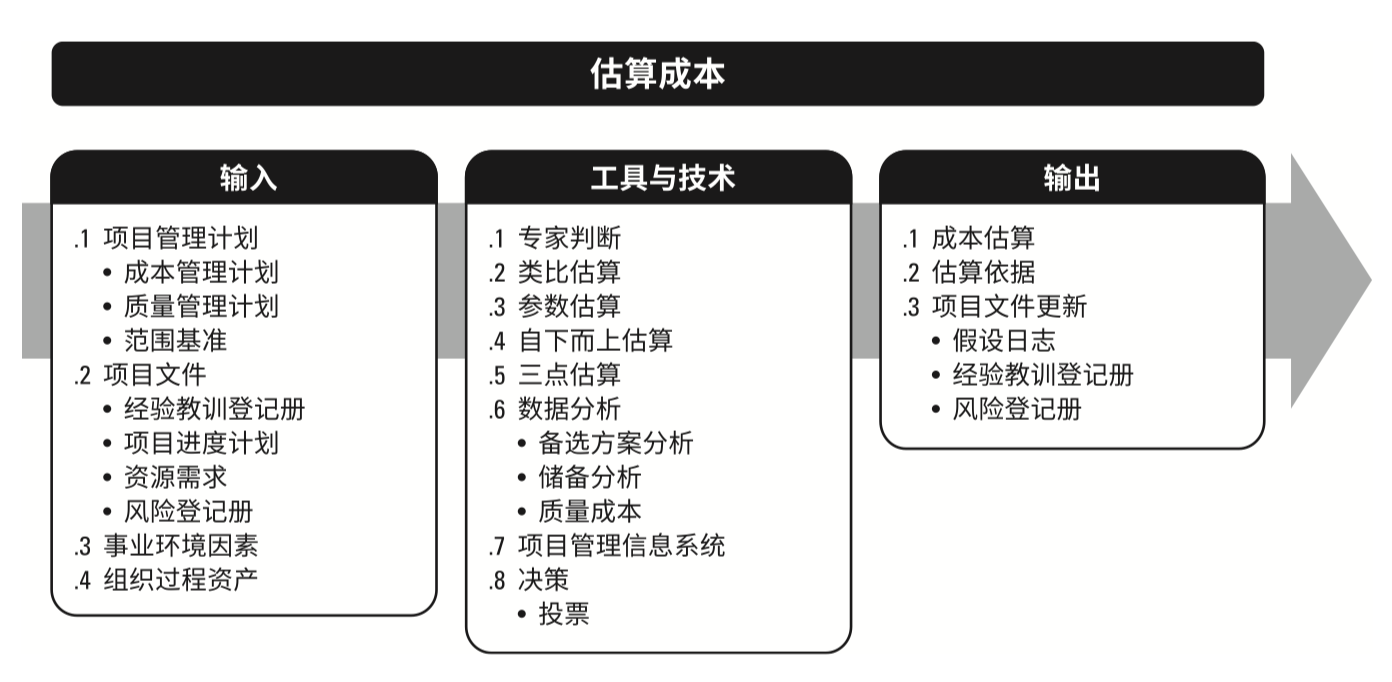 估算成本
输入
.1 项目管理计划
• 成本管理计划
• 质量管理计划
• 范围基准
.2 项目文件
• 经验教训登记册
• 项目进度计划
• 资源需求
• 风险登记册
.3 事业环境因素
.4 组织过程资产
工具与技术
.1 专家判断
.2 类比估算
.3 参数估算
.4 自下而上估算
.5 三点估算
.6 数据分析
• 备选方案分析
• 储备分析
• 质量成本
.7 项目管理信息系统
.8 决策
• 投票
输出
.1 成本估算
.2 估算依据
.3 项目文件更新
• 假设日志
• 经验教训登记册
• 风险登记册